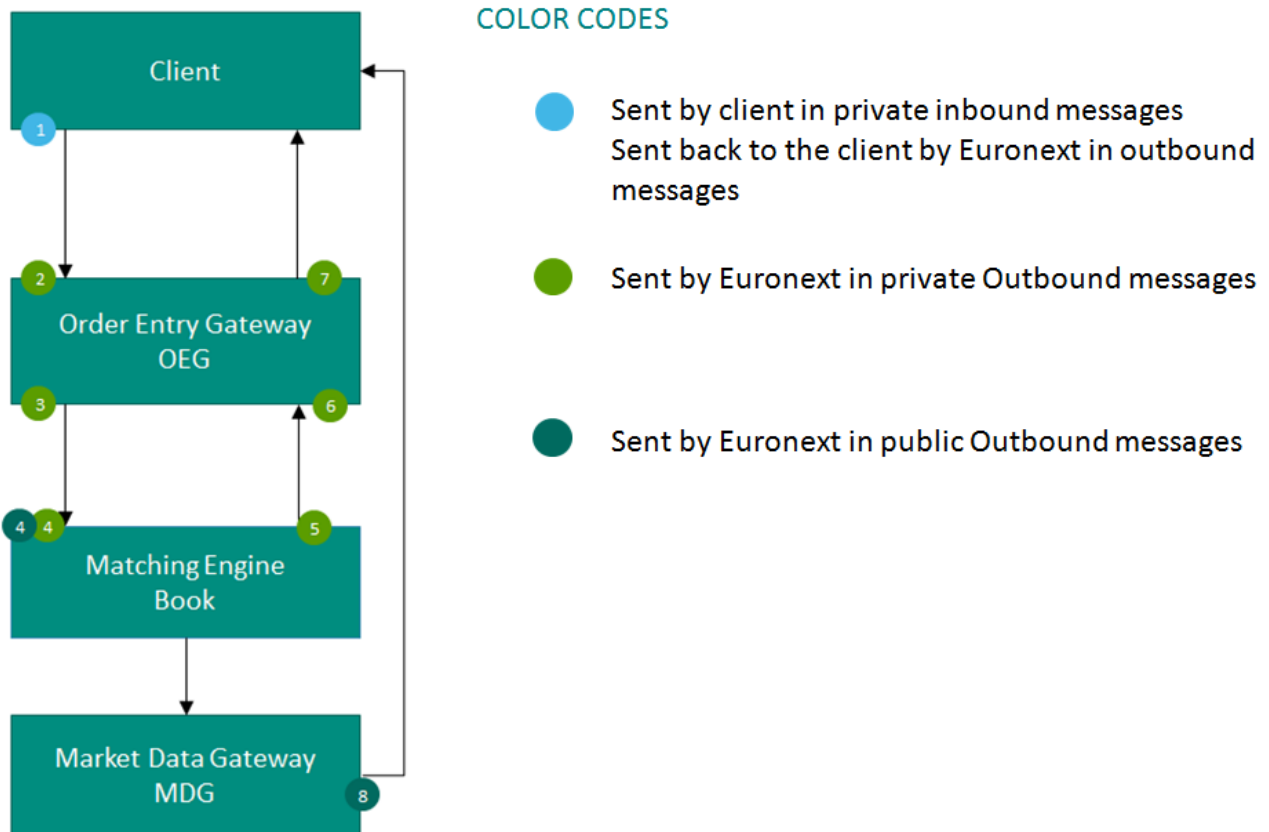 COLOR CODES
Client
1
Sent by client in private inbound messages
Sent back to the client by Euronext in outbound
messages
2
7
Sent by Euronext in private Outbound messages
Order Entry Gateway
OEG
3
6
Sent by Euronext in public Outbound messages
4
4
5
Matching Engine
Book
Market Data Gateway
MDG
8